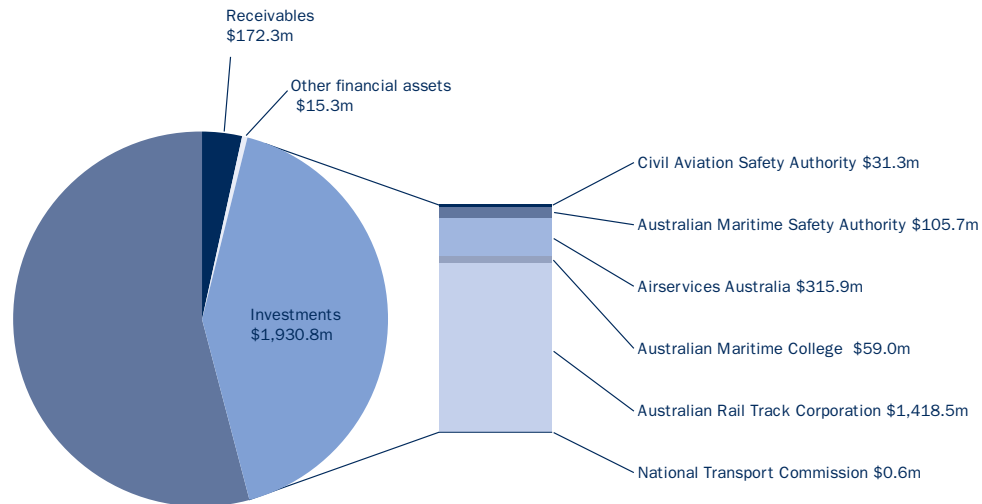 Receivables
$172.3m
Other financial assets
$15.3m
Civil Aviation Safety Authority $31.3m
Australian Maritime Safety Authority $105.7m
Airservices Australia $315.9m
Investments
$1,930.8m
Australian Maritime College $59.0m
Australian Rail Track Corporation $1,418.5m
National Transport Commission $0.6m